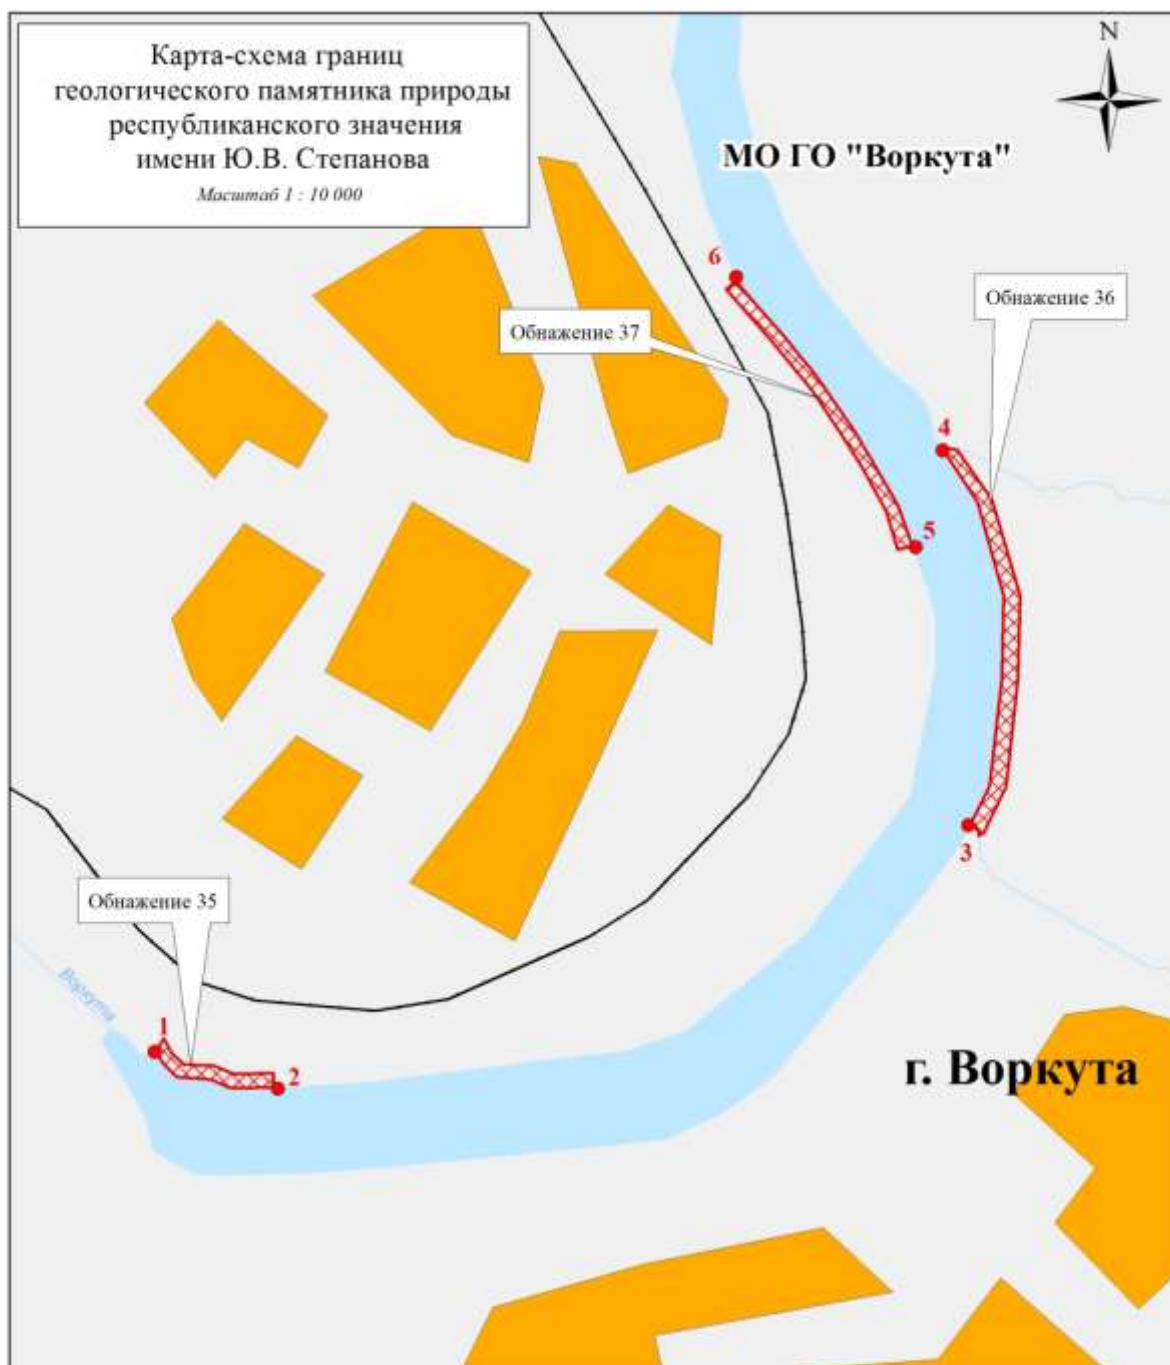 Карта-схема границ
геологического памятника природы
республиканского значения
имени Ю.В. Степанова
Масштаб 1 : 10 000
N
МО ГО "Воркута"
6
Обнажение 36
Обнажение 37
4
5
3
Обнажение 35
Воркута
1
2
г. Воркута